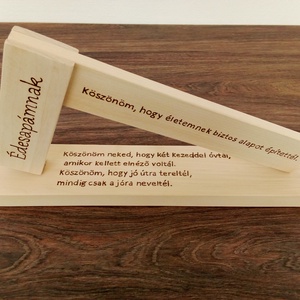 Édesapámnak
Köszönöm, hogy életemnek biztos alapot építettél
Köszönöm neked, hogy két kezeddel óvtál,
amikor kellett elnéző voltál.
Köszönöm, hogy jó útra tereltél,
mindig csak a jóra neveltél.